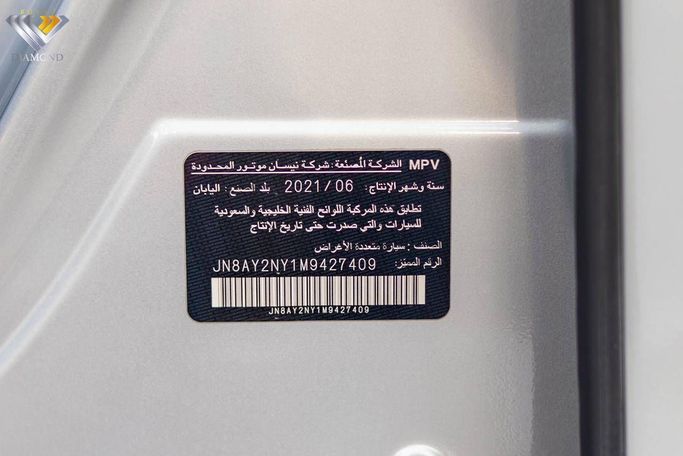 DIAMOND
MPV الشركة المصنعة: شركة نيسان موتور المحدودة
سنة وشهر الإنتاج: 2021/06 بلد الصنع: اليابان
تطابق هذه المركبة اللوائح الفنية الخليجية والسعودية
للسيارات والتي صدرت حتى تاريخ الإنتاج
الصنف: سيارة متعددة الأغراض
الرقم المميّز: JN8AY2NY1M9427409
JN8AY2NY1M9427409